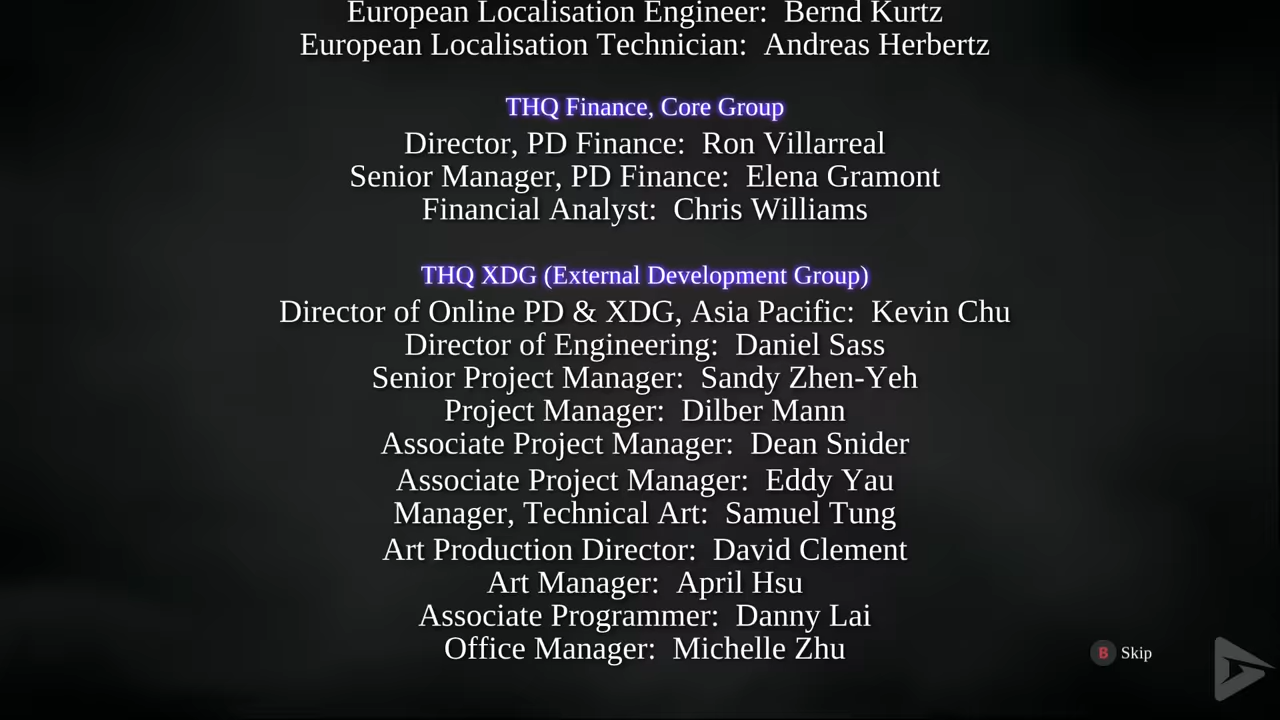 European Localisation Engineer: Bernd Kurtz
European Localisation Technician: Andreas Herbertz
THQ Finance, Core Group
Director, PD Finance: Ron Villarreal
Senior Manager, PD Finance: Elena Gramont
Financial Analyst: Chris Williams
THQ XDG (External Development Group)
Director of Online PD & XDG, Asia Pacific: Kevin Chu
Director of Engineering: Daniel Sass
Senior Project Manager: Sandy Zhen-Yeh
Project Manager: Dilber Mann
Associate Project Manager: Dean Snider
Associate Project Manager: Eddy Yau
Manager, Technical Art: Samuel Tung
Art Production Director: David Clement
Art Manager: April Hsu
Associate Programmer: Danny Lai
Office Manager: Michelle Zhu
B Skip